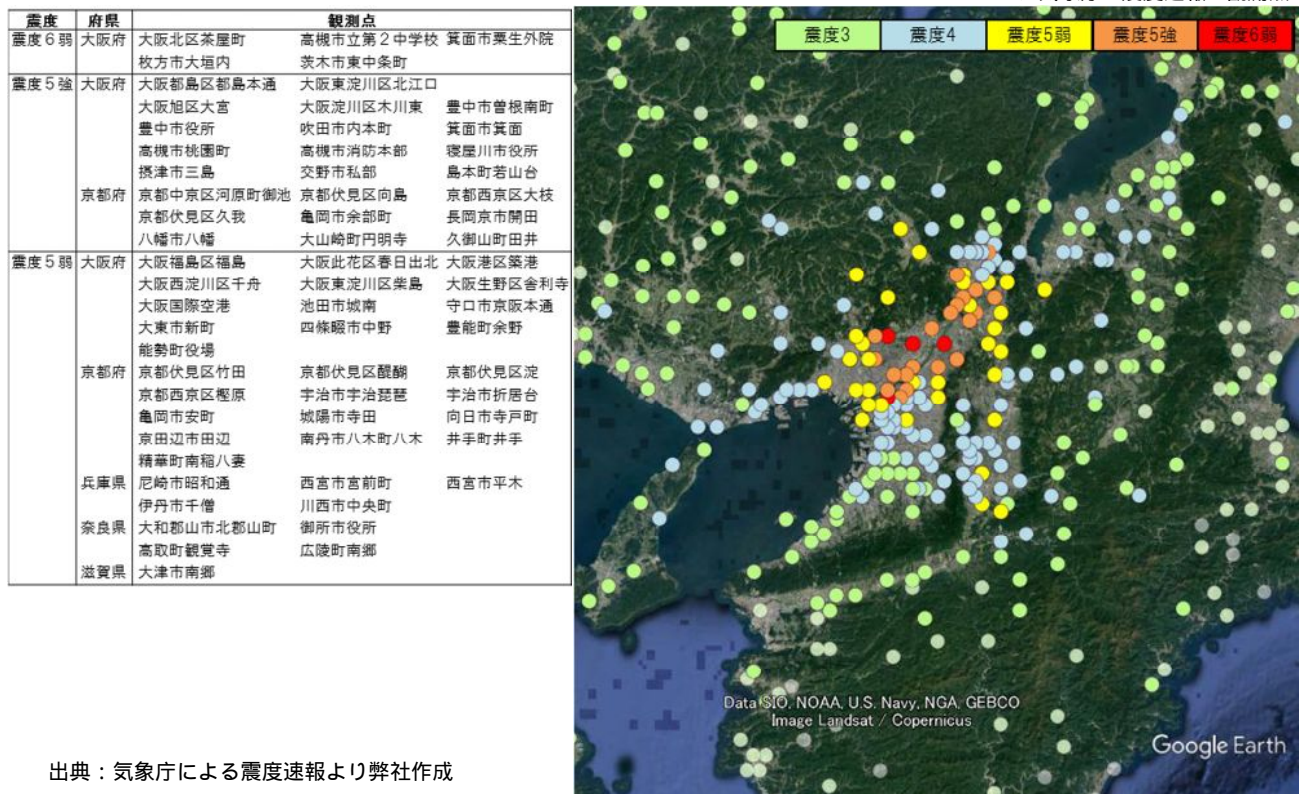 震度 府県 観測点
震度6弱 大阪府 大阪北区茶屋町 高槻市立第2中学校 箕面市粟生外院
枚方市大垣内 茨木市東中条町
震度5強 大阪府 大阪都島区都島本通 大阪東淀川区北江口
大阪旭区大宮 大阪淀川区木川東 豊中市曽根南町
豊中市役所 吹田市内本町 箕面市箕面
高槻市桃園町 高槻市消防本部 寝屋川市役所
摂津市三島 交野市私部 島本町若山台
京都府 京都中京区河原町御池 京都伏見区向島 京都西京区大枝
京都伏見区久我 亀岡市余部町 長岡京市開田
八幡市八幡 大山崎町円明寺 久御山町田井
震度5弱 大阪府 大阪福島区福島 大阪此花区春日出北 大阪港区築港
大阪西淀川区千舟 大阪東淀川区柴島 大阪生野区舎利寺
大阪国際空港 池田市城南 守口市京阪本通
大東市新町 四條畷市中野 豊能町余野
能勢町役場
京都府 京都伏見区竹田 京都伏見区醍醐 京都伏見区淀
京都西京区樫原 宇治市宇治琵琶 宇治市折居台
亀岡市安町 城陽市寺田 向日市寺戸町
京田辺市田辺 南丹市八木町八木 井手町井手
精華町南稲八妻
兵庫県 尼崎市昭和通 西宮市宮前町 西宮市平木
伊丹市千僧 川西市中央町
奈良県 大和郡山市北郡山町 御所市役所
高取町観覚寺 広陵町南郷
滋賀県 大津市南郷
震度3 震度4 震度5弱 震度5強 震度6弱
Data SIO, NOAA, U.S. Navy, NGA, GEBCO
Image Landsat / Copernicus
Google Earth
出典：気象庁による震度速報より弊社作成